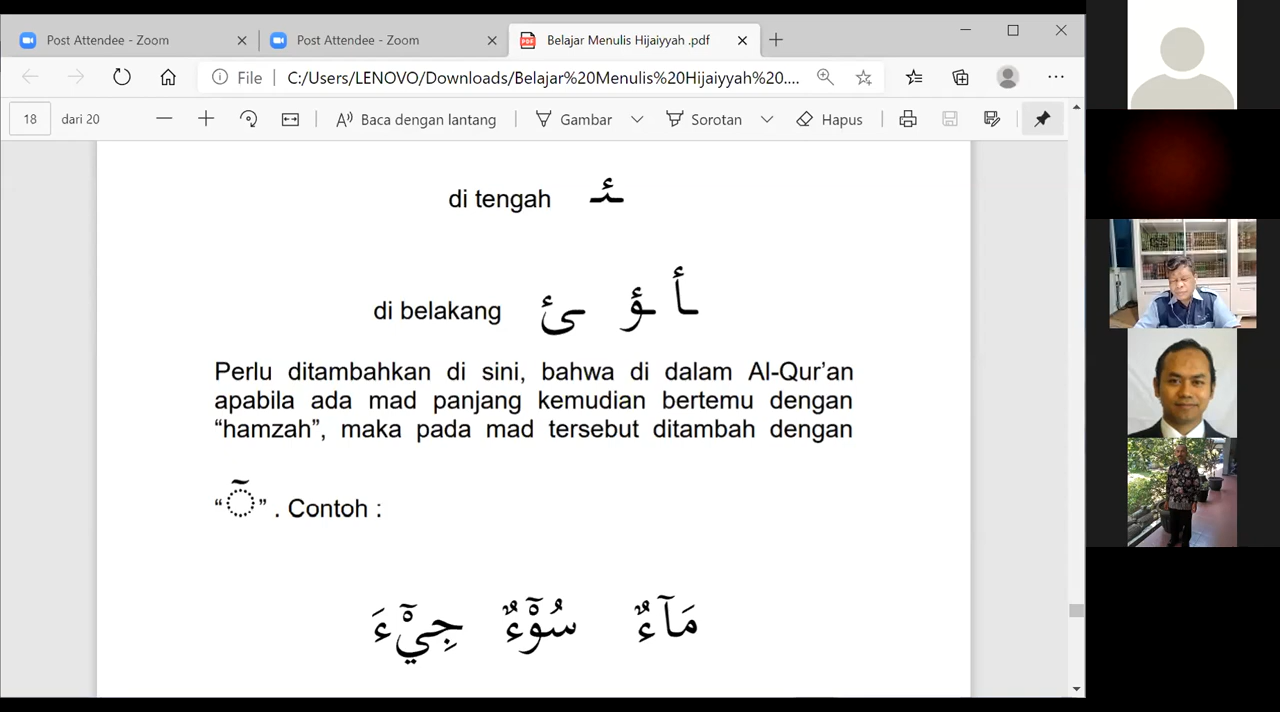 Post Attendee - Zoom
Post Attendee - Zoom
Belajar Menulis Hijaiyyah .pdf
File
C:/Users/LENOVO/Downloads/Belajar%20Menulis%20Hijaiyyah%20....
18 dari 20
Baca dengan lantang
Gambar
Sorotan
Hapus
di tengah ـئـ
di belakang ـأ ـؤ ـئ
Perlu ditambahkan di sini, bahwa di dalam Al-Qur’an
apabila ada mad panjang kemudian bertemu dengan
“hamzah”, maka pada mad tersebut ditambah dengan
“◌ٓ” . Contoh :
مَآءٌ سُوْٓءٌ جِيْٓءَ